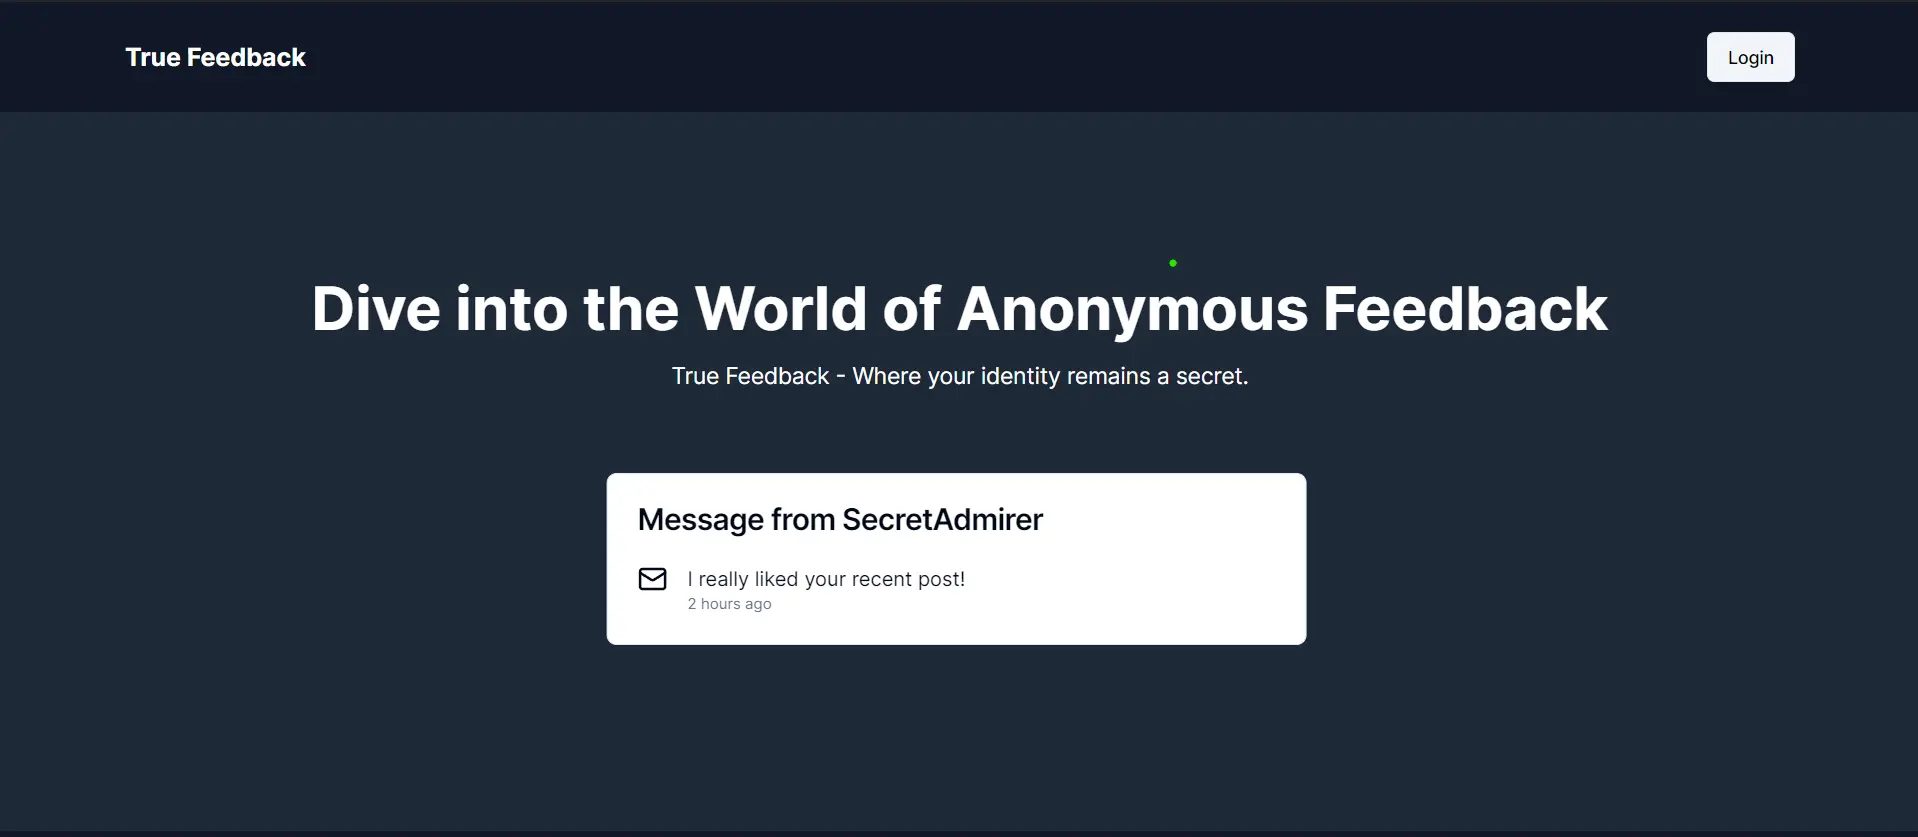 True Feedback
Login
Dive into the World of Anonymous Feedback
True Feedback - Where your identity remains a secret.
Message from SecretAdmirer
I really liked your recent post!
2 hours ago